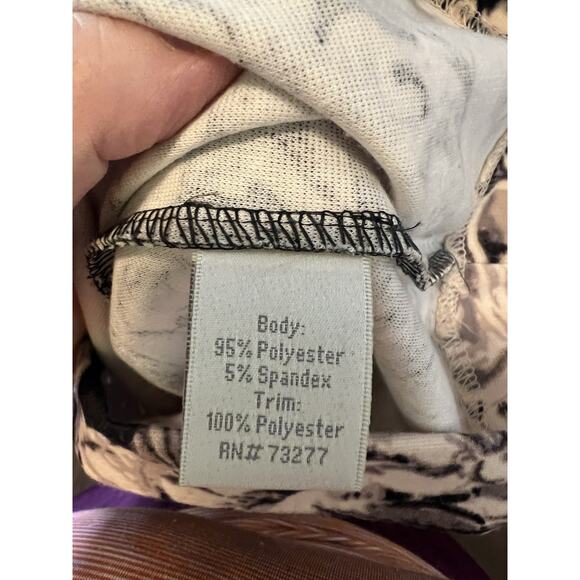 Body:
95% Polyester
5% Spandex
Trim:
100% Polyester
RN# 73277